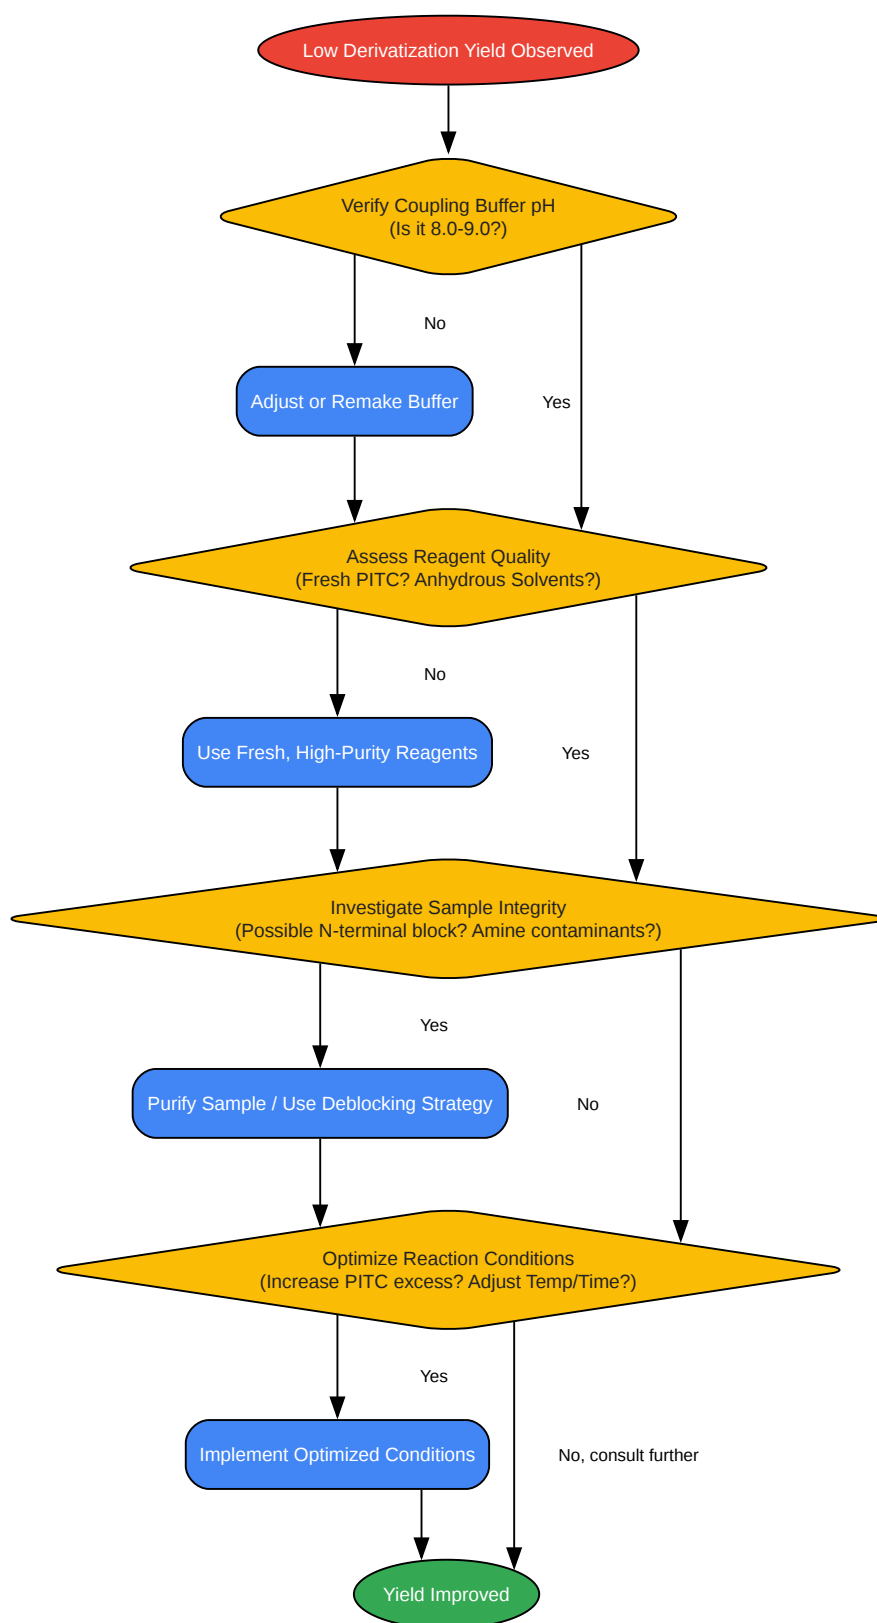 Low Derivatization Yield Observed
Verify Coupling Buffer pH
(Is it 8.0-9.0?)
No
Adjust or Remake Buffer
Yes
Assess Reagent Quality
(Fresh PITC? Anhydrous Solvents?)
No
Use Fresh, High-Purity Reagents
Yes
Investigate Sample Integrity
(Possible N-terminal block? Amine contaminants?)
Yes
Purify Sample / Use Deblocking Strategy
No
Optimize Reaction Conditions
(Increase PITC excess? Adjust Temp/Time?)
Yes
Implement Optimized Conditions
No, consult further
Yield Improved